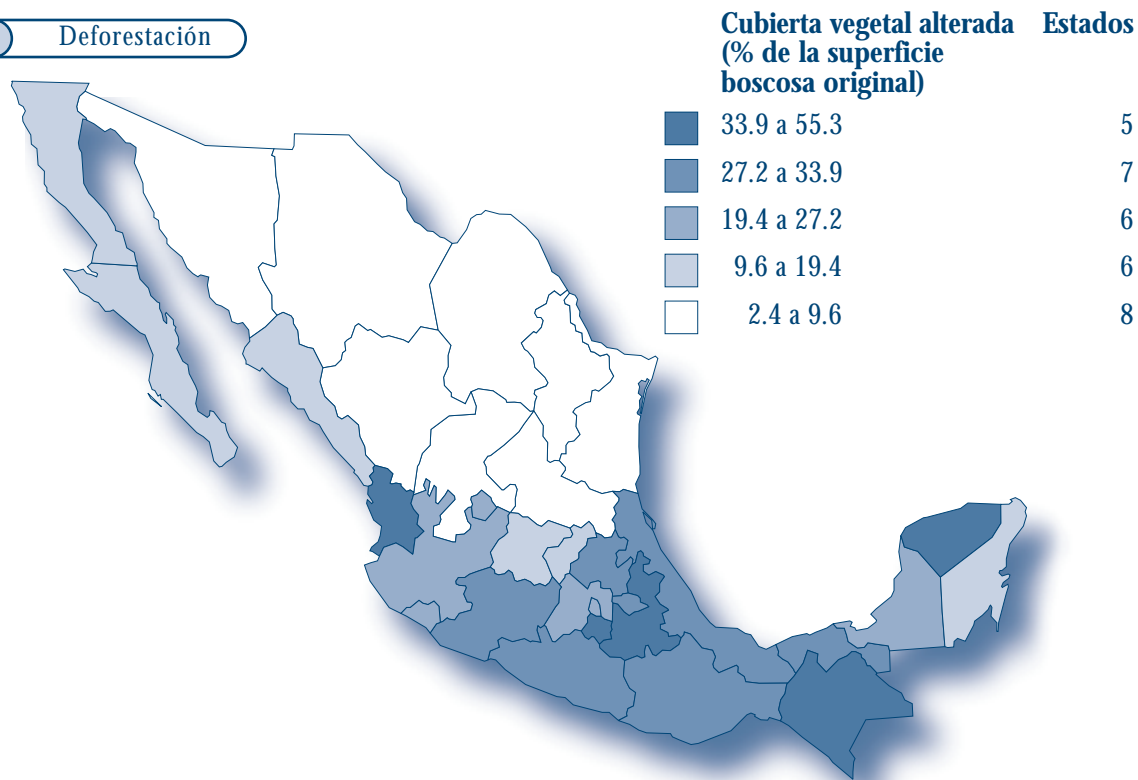 Deforestación
Cubierta vegetal alterada Estados
(% de la superficie
boscosa original)
33.9 a 55.3 5
27.2 a 33.9 7
19.4 a 27.2 6
9.6 a 19.4 6
2.4 a 9.6 8